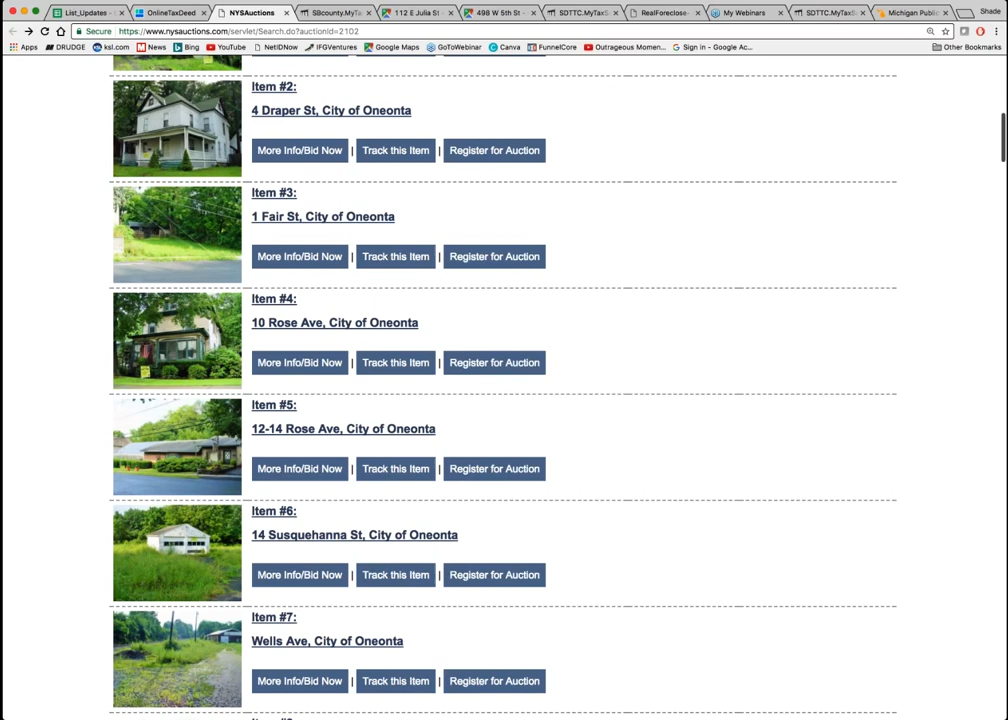 List_Updates -
OnlineTaxDeed
NYSAuctions
SBcounty.MyTa
112 E Julia St -
498 W 5th St -
SDTTC.MyTaxS
RealForeclose-
My Webinars
SDTTC.MyTaxS
Michigan Public
Shade
Secure https://www.nysauctions.com/servlet/Search.do?auctionId=2102
Apps DRUDGE ksl.com News Bing YouTube NetIDNow IFGVentures Google Maps GoToWebinar Canva FunnelCore Outrageous Momen... Sign in - Google Ac... Other Bookmarks
Item #2:
4 Draper St, City of Oneonta
More Info/Bid Now | Track this Item | Register for Auction
Item #3:
1 Fair St, City of Oneonta
More Info/Bid Now | Track this Item | Register for Auction
Item #4:
10 Rose Ave, City of Oneonta
More Info/Bid Now | Track this Item | Register for Auction
Item #5:
12-14 Rose Ave, City of Oneonta
More Info/Bid Now | Track this Item | Register for Auction
Item #6:
14 Susquehanna St, City of Oneonta
More Info/Bid Now | Track this Item | Register for Auction
Item #7:
Wells Ave, City of Oneonta
More Info/Bid Now | Track this Item | Register for Auction